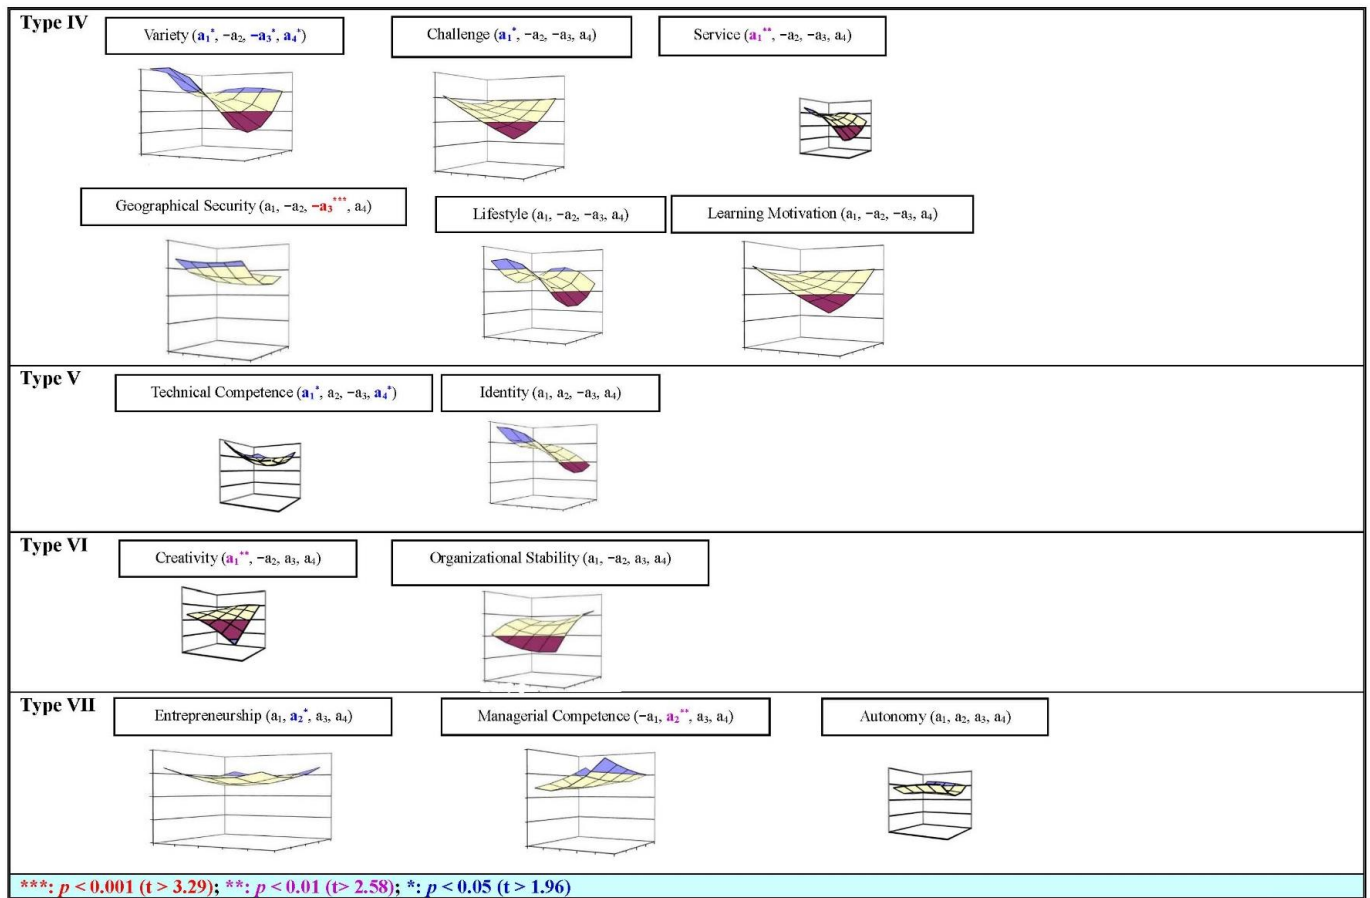 Type IV
Variety (a₁*, −a₂, −a₃*, a₄*)
Challenge (a₁*, −a₂, −a₃, a₄)
Service (a₁**, −a₂, −a₃, a₄)
Geographical Security (a₁, −a₂, −a₃***, a₄)
Lifestyle (a₁, −a₂, −a₃, a₄)
Learning Motivation (a₁, −a₂, −a₃, a₄)
Type V
Technical Competence (a₁*, a₂, −a₃, a₄*)
Identity (a₁, a₂, −a₃, a₄)
Type VI
Creativity (a₁**, −a₂, a₃, a₄)
Organizational Stability (a₁, −a₂, a₃, a₄)
Type VII
Entrepreneurship (a₁, a₂*, a₃, a₄)
Managerial Competence (−a₁, a₂**, a₃, a₄)
Autonomy (a₁, a₂, a₃, a₄)
***: p < 0.001 (t > 3.29); **: p < 0.01 (t> 2.58); *: p < 0.05 (t > 1.96)